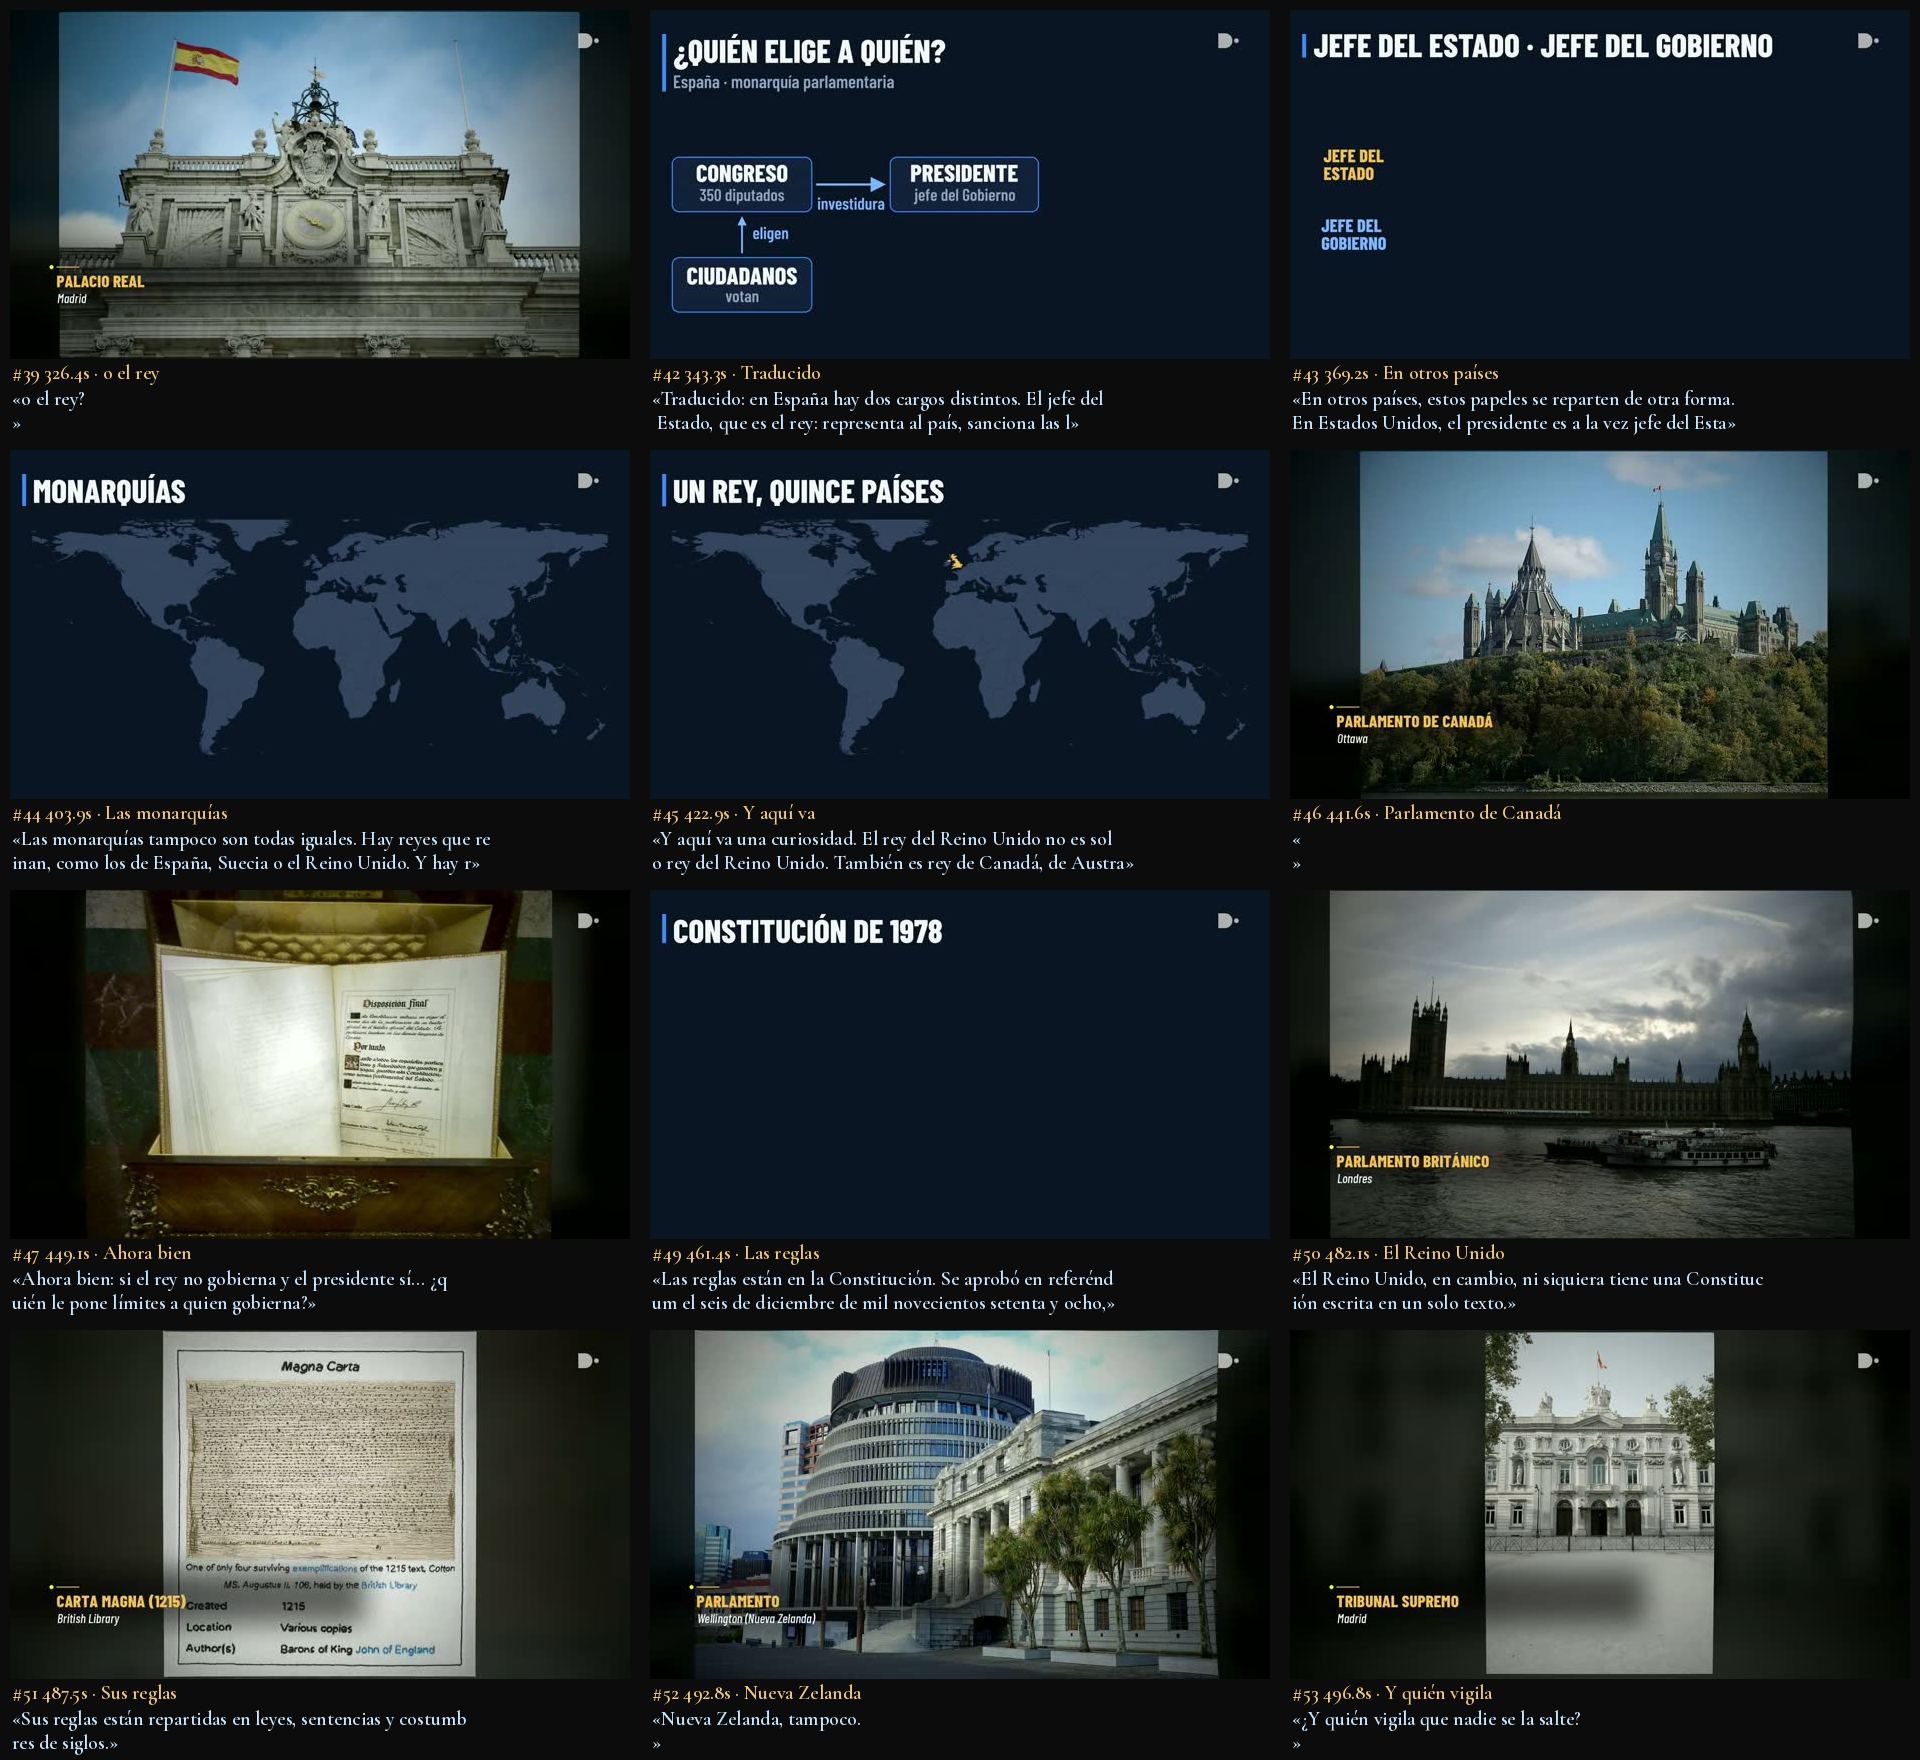 PALACIO REAL
Madrid
#39 326.4s · o el rey
«o el rey?
»
¿QUIÉN ELIGE A QUIÉN?
España · monarquía parlamentaria
CONGRESO
350 diputados
investidura
PRESIDENTE
jefe del Gobierno
eligen
CIUDADANOS
votan
#42 343.3s · Traducido
«Traducido: en España hay dos cargos distintos. El jefe del
Estado, que es el rey: representa al país, sanciona las l»
JEFE DEL ESTADO · JEFE DEL GOBIERNO
JEFE DEL
ESTADO
JEFE DEL
GOBIERNO
#43 369.2s · En otros países
«En otros países, estos papeles se reparten de otra forma.
En Estados Unidos, el presidente es a la vez jefe del Esta»
MONARQUÍAS
#44 403.9s · Las monarquías
«Las monarquías tampoco son todas iguales. Hay reyes que re
inan, como los de España, Suecia o el Reino Unido. Y hay r»
UN REY, QUINCE PAÍSES
#45 422.9s · Y aquí va
«Y aquí va una curiosidad. El rey del Reino Unido no es sol
o rey del Reino Unido. También es rey de Canadá, de Austra»
PARLAMENTO DE CANADÁ
Ottawa
#46 441.6s · Parlamento de Canadá
«
»
Disposición final
Por tanto
#47 449.1s · Ahora bien
«Ahora bien: si el rey no gobierna y el presidente sí... ¿q
uién le pone límites a quien gobierna?»
CONSTITUCIÓN DE 1978
#49 461.4s · Las reglas
«Las reglas están en la Constitución. Se aprobó en referénd
um el seis de diciembre de mil novecientos setenta y ocho,»
PARLAMENTO BRITÁNICO
Londres
#50 482.1s · El Reino Unido
«El Reino Unido, en cambio, ni siquiera tiene una Constituc
ión escrita en un solo texto.»
Magna Carta
One of only four surviving exemplifications of the 1215 text, Cotton
MS. Augustus II. 106, held by the British Library
Created 1215
Location Various copies
Author(s) Barons of King John of England
CARTA MAGNA (1215)
British Library
#51 487.5s · Sus reglas
«Sus reglas están repartidas en leyes, sentencias y costumb
res de siglos.»
PARLAMENTO
Wellington (Nueva Zelanda)
#52 492.8s · Nueva Zelanda
«Nueva Zelanda, tampoco.
»
TRIBUNAL SUPREMO
Madrid
#53 496.8s · Y quién vigila
«¿Y quién vigila que nadie se la salte?
»